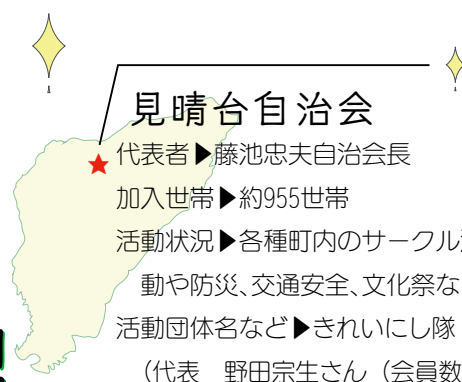 見晴台自治会
代表者▶藤池忠夫自治会長
加入世帯▶約955世帯
活動状況▶各種町内のサークル
動や防災、交通安全、文化祭な
活動団体名など▶きれいにし隊
(代表 野田宗生さん(会員数